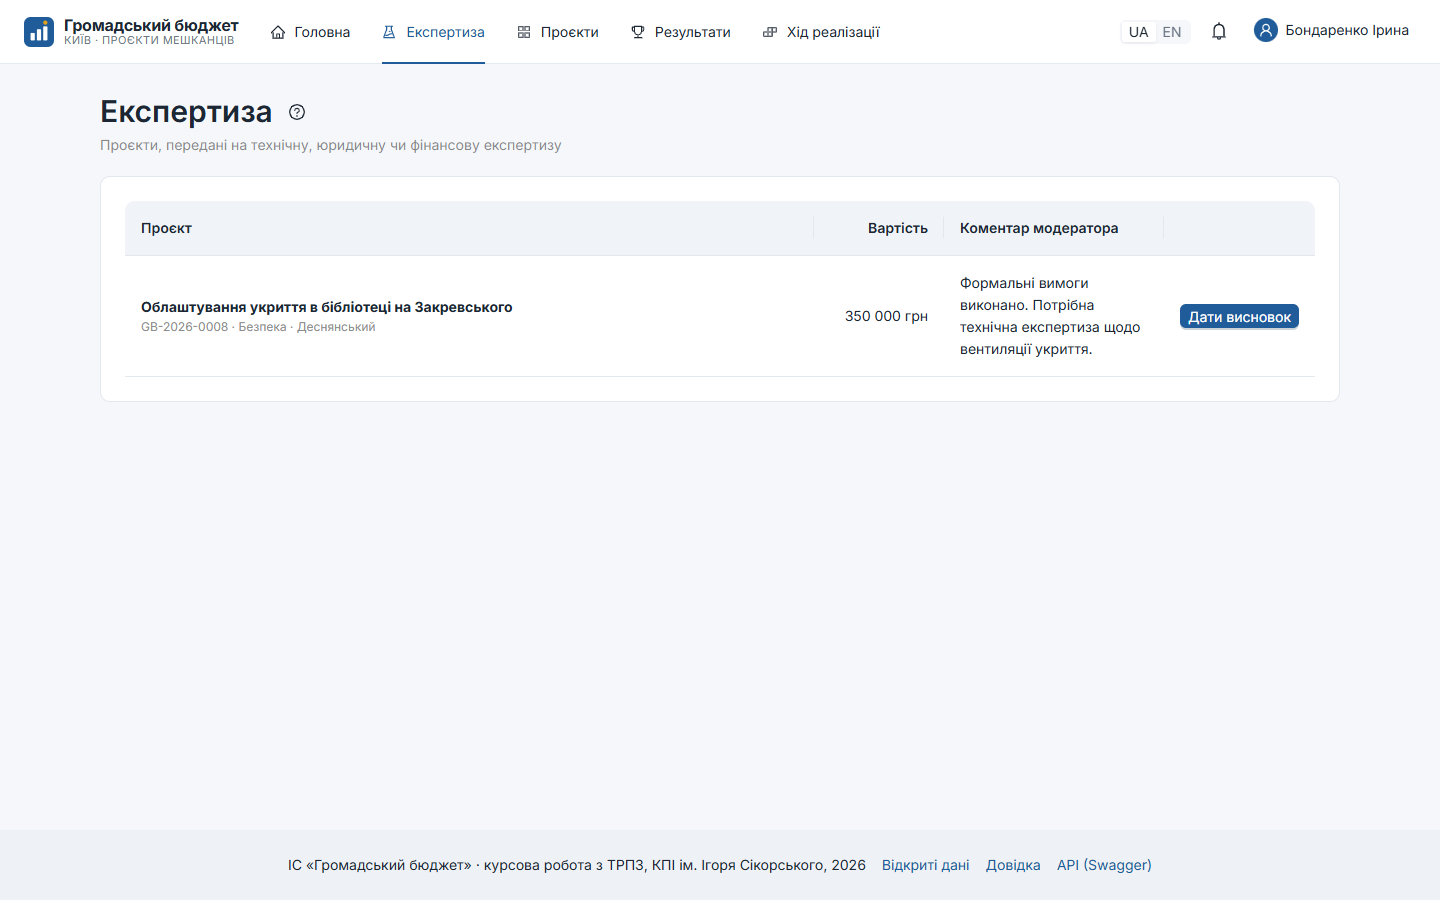 Громадський бюджет
КИЇВ · ПРОЄКТИ МЕШКАНЦІВ
Головна
Експертиза
Проєкти
Результати
Хід реалізації
UA EN
Бондаренко Ірина
Експертиза
Проєкти, передані на технічну, юридичну чи фінансову експертизу
Проєкт
Вартість
Коментар модератора
Облаштування укриття в бібліотеці на Закревського
GB-2026-0008 · Безпека · Деснянський
350 000 грн
Формальні вимоги
виконано. Потрібна
технічна експертиза щодо
вентиляції укриття.
Дати висновок
ІС «Громадський бюджет» · курсова робота з ТРПЗ, КПІ ім. Ігоря Сікорського, 2026
Відкриті дані
Довідка
API (Swagger)